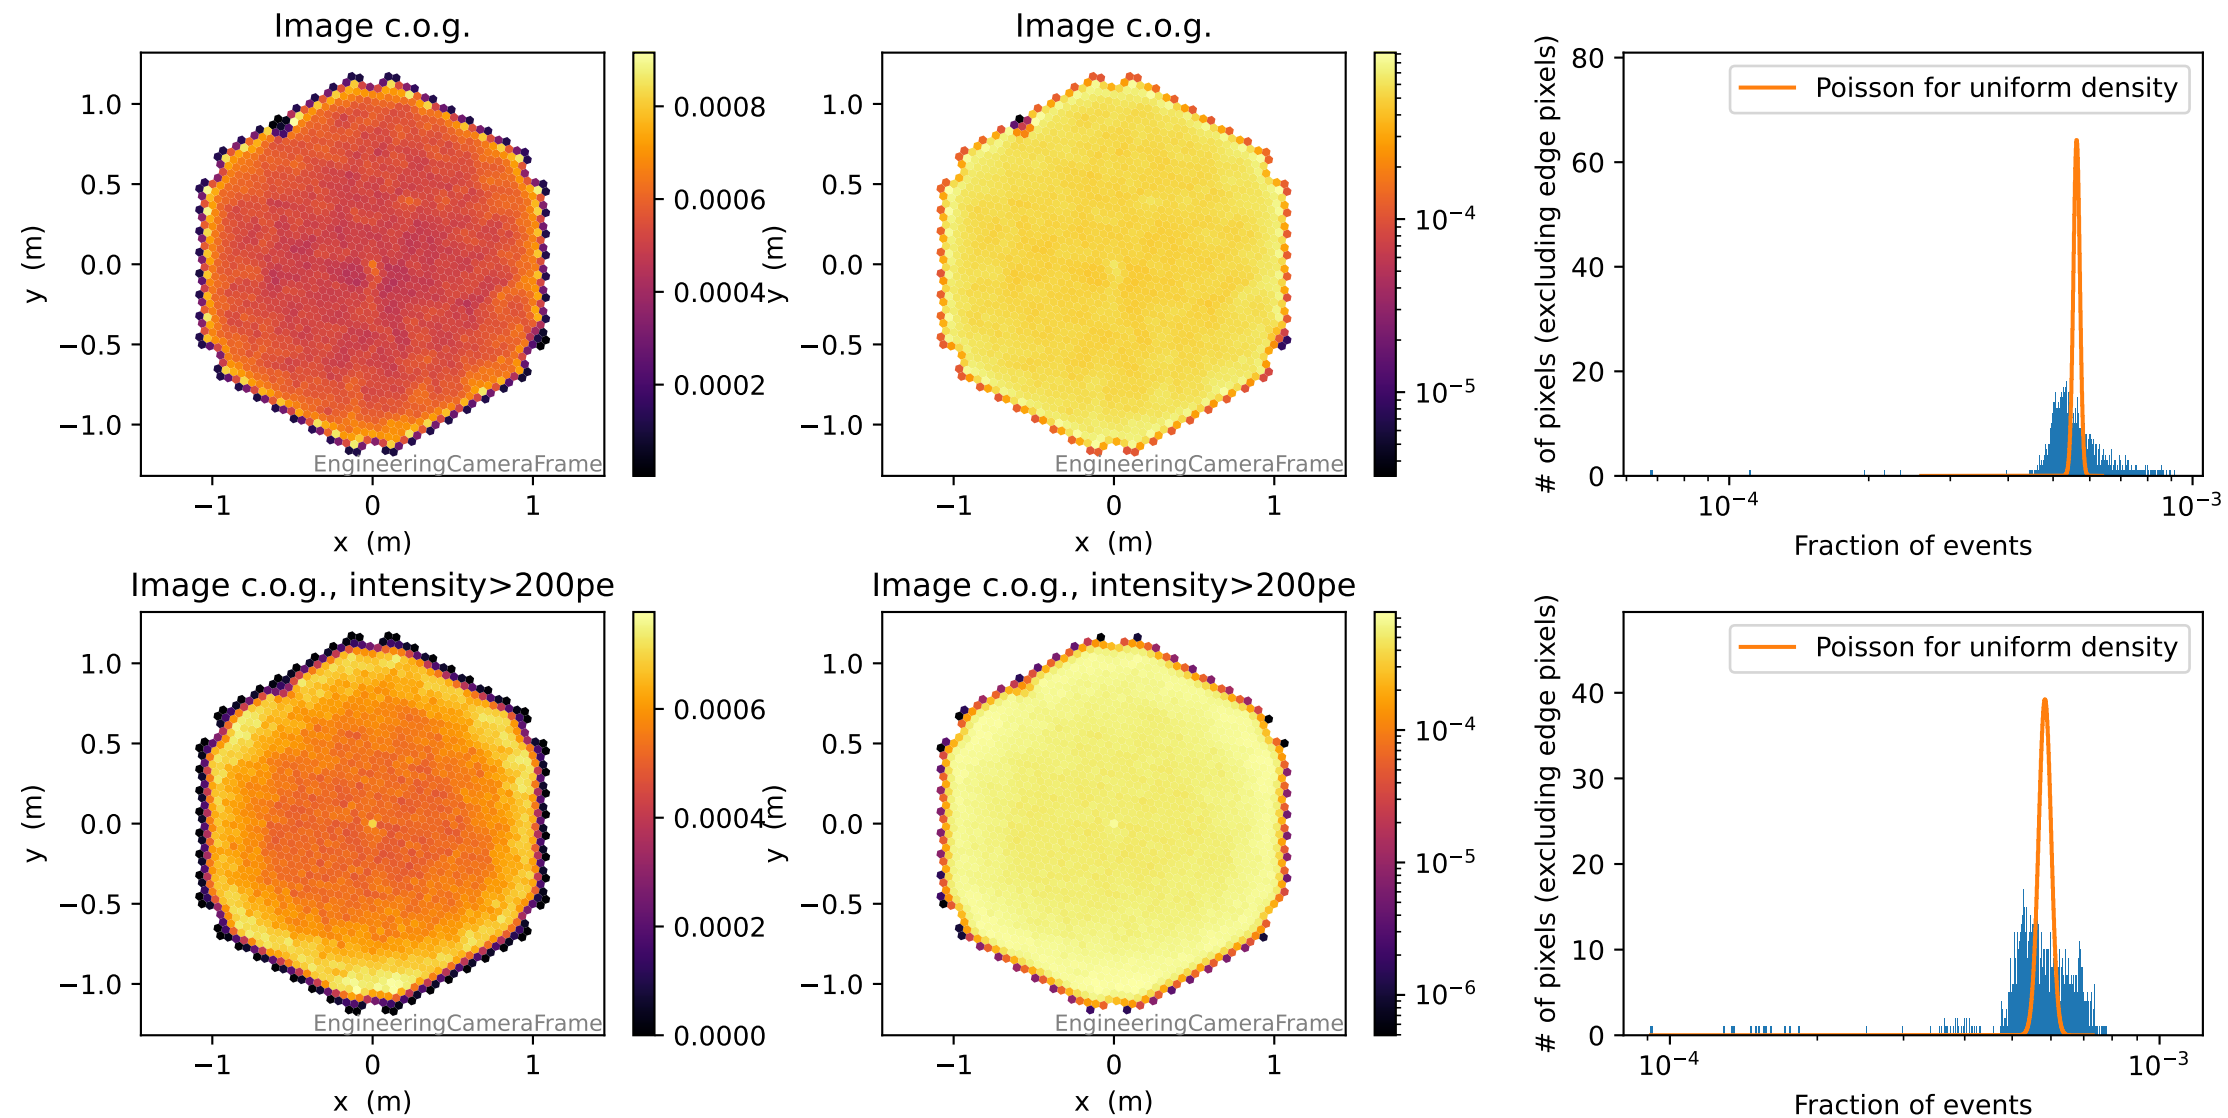 Image c.o.g.
1.0
0.5
0.0
−0.5
−1.0
y (m)
−1
0
1
x (m)
EngineeringCameraFrame
0.0008
0.0006
0.0004
0.0002
Image c.o.g.
1.0
0.5
0.0
−0.5
−1.0
y (m)
−1
0
1
x (m)
EngineeringCameraFrame
10⁻⁴
10⁻⁵
Poisson for uniform density
80
60
40
20
0
# of pixels (excluding edge pixels)
10⁻⁴
10⁻³
Fraction of events
Image c.o.g., intensity>200pe
1.0
0.5
0.0
−0.5
−1.0
y (m)
−1
0
1
x (m)
EngineeringCameraFrame
0.0006
0.0004
0.0002
0.0000
Image c.o.g., intensity>200pe
1.0
0.5
0.0
−0.5
−1.0
y (m)
−1
0
1
x (m)
EngineeringCameraFrame
10⁻⁴
10⁻⁵
10⁻⁶
Poisson for uniform density
40
30
20
10
0
# of pixels (excluding edge pixels)
10⁻⁴
10⁻³
Fraction of events